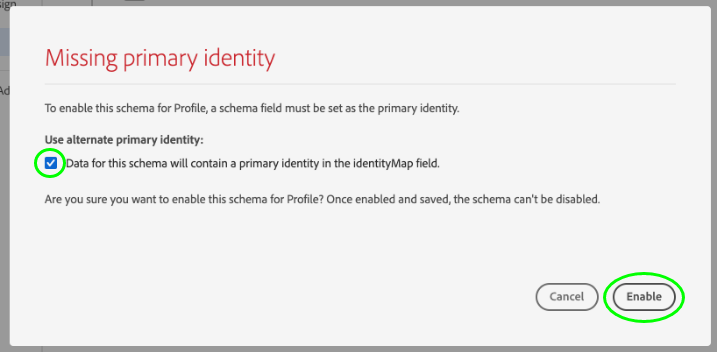 sign
Ad
Missing primary identity
To enable this schema for Profile, a schema field must be set as the primary identity.
Use alternate primary identity:
Data for this schema will contain a primary identity in the identityMap field.
Are you sure you want to enable this schema for Profile? Once enabled and saved, the schema can't be disabled.
Cancel
Enable